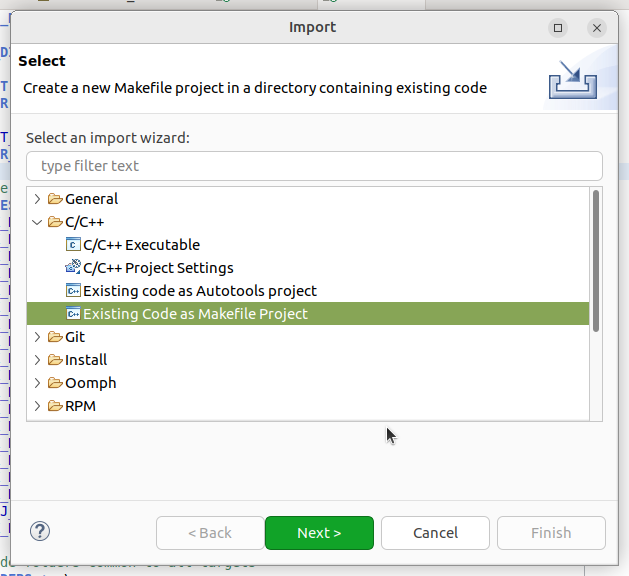 Import
Select
Create a new Makefile project in a directory containing existing code
Select an import wizard:
type filter text
General
C/C++
C/C++ Executable
C/C++ Project Settings
Existing code as Autotools project
Existing Code as Makefile Project
Git
Install
Oomph
RPM
< Back
Next >
Cancel
Finish